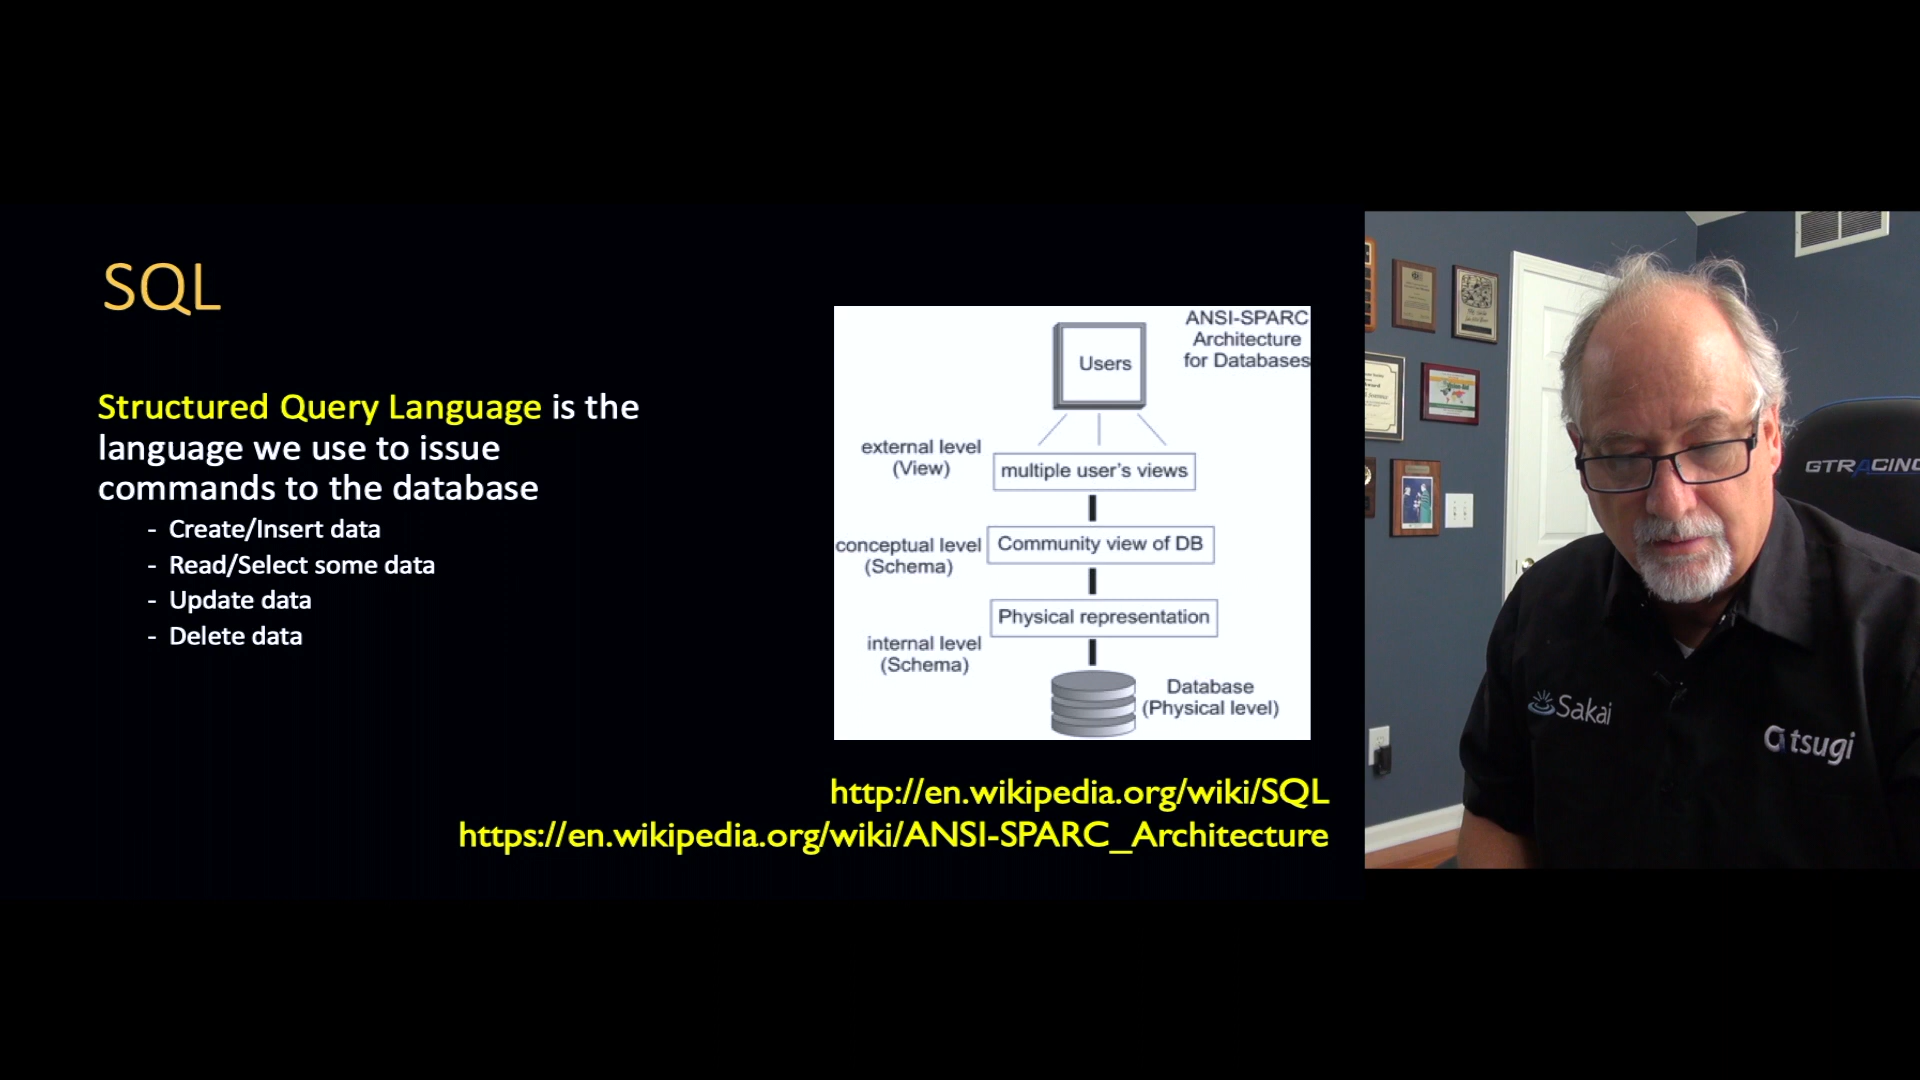 SQL
Structured Query Language is the
language we use to issue
commands to the database
- Create/Insert data
- Read/Select some data
- Update data
- Delete data
ANSI-SPARC
Architecture
for Databases
Users
external level
(View)
multiple user's views
conceptual level
(Schema)
Community view of DB
Physical representation
internal level
(Schema)
Database
(Physical level)
http://en.wikipedia.org/wiki/SQL
https://en.wikipedia.org/wiki/ANSI-SPARC_Architecture
GTRACING
Sakai
tsugi